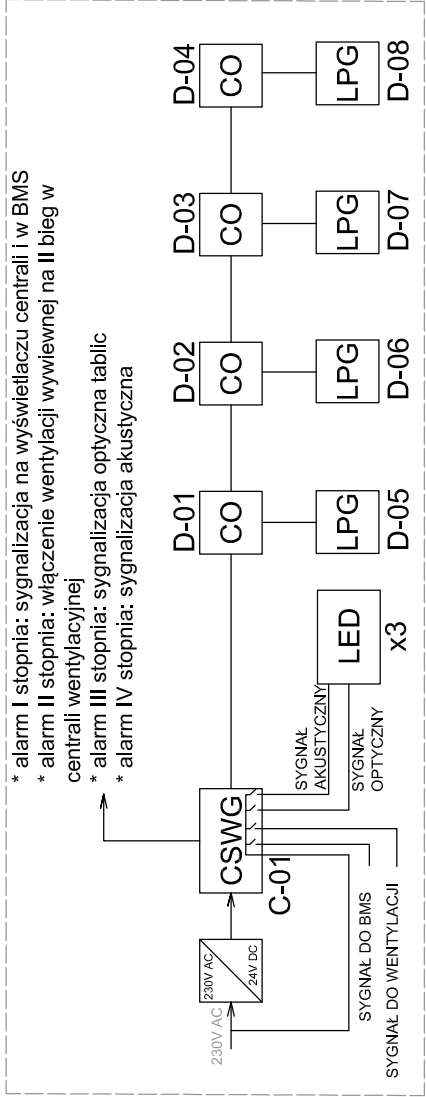 * alarm I stopnia: sygnalizacja na wyświetlaczu centrali i w BMS
* alarm II stopnia: włączenie wentylacji wywiewnej na II bieg w
centrali wentylacyjnej
* alarm III stopnia: sygnalizacja optyczna tablic
* alarm IV stopnia: sygnalizacja akustyczna
230V AC
230V AC
24V DC
CSWG
C-01
D-01
CO
D-02
CO
D-03
CO
D-04
CO
LPG
D-05
LPG
D-06
LPG
D-07
LPG
D-08
SYGNAŁ
AKUSTYCZNY
SYGNAŁ
OPTYCZNY
LED
x3
SYGNAŁ DO BMS
SYGNAŁ DO WENTYLACJI